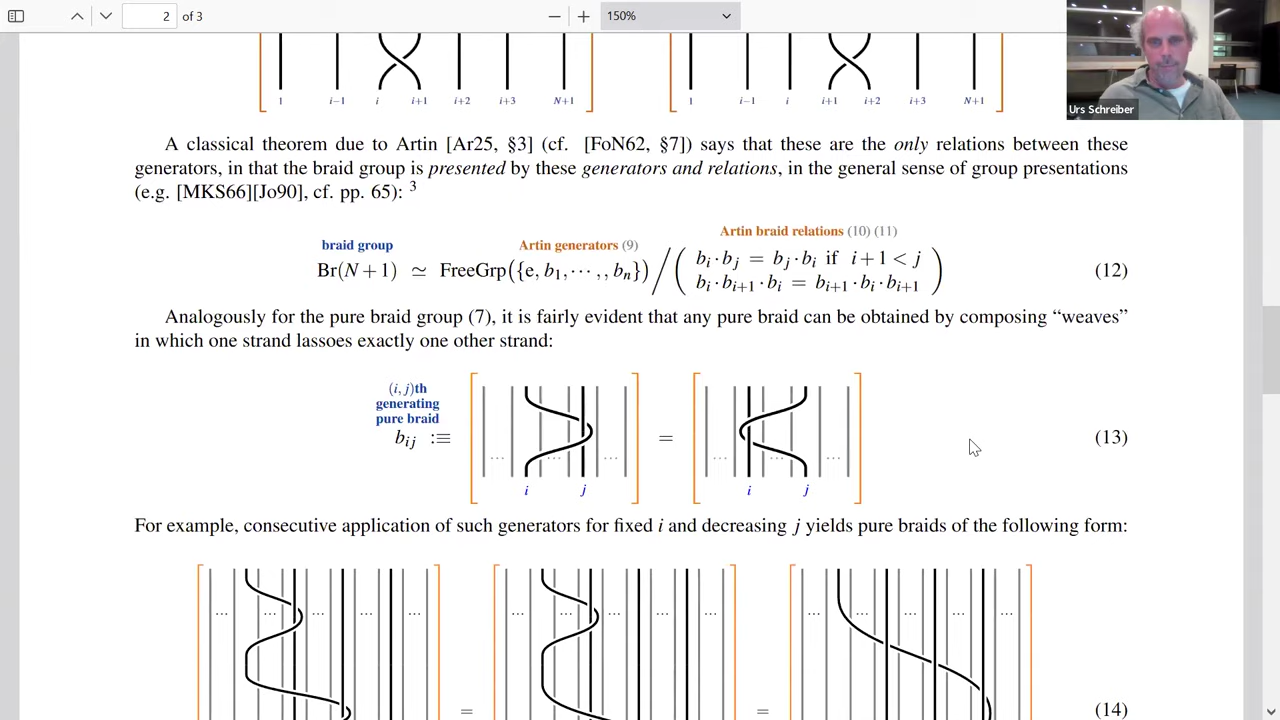 2 of 3
150%
Urs Schreiber
1 i−1 i i+1 i+2 i+3 N+1
1 i−1 i i+1 i+2 i+3 N+1
A classical theorem due to Artin [Ar25, §3] (cf. [FoN62, §7]) says that these are the only relations between these
generators, in that the braid group is presented by these generators and relations, in the general sense of group presentations
(e.g. [MKS66][Jo90], cf. pp. 65): 3
Artin braid relations (10) (11)
braid group Artin generators (9)
Br(N+1) ≃ FreeGrp({e, b1, ⋯, , bn}) / ( bi·bj = bj·bi if i+1 < j
bi·bi+1·bi = bi+1·bi·bi+1 ) (12)
Analogously for the pure braid group (7), it is fairly evident that any pure braid can be obtained by composing “weaves”
in which one strand lassoes exactly one other strand:
(i, j)th
generating
pure braid
bij :≡ [ ... ... ... ] = [ ... ... ... ] (13)
i j i j
For example, consecutive application of such generators for fixed i and decreasing j yields pure braids of the following form:
... ... ... ... ... ... ... ... ... ... ... ... ... ... ...
= = (14)